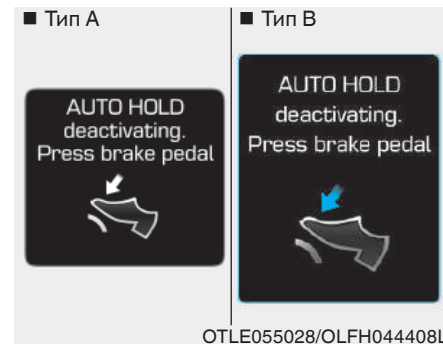 ■ Тип A
AUTO HOLD
deactivating.
Press brake pedal
■ Тип B
AUTO HOLD
deactivating.
Press brake pedal
OTLE055028/OLFH044408L